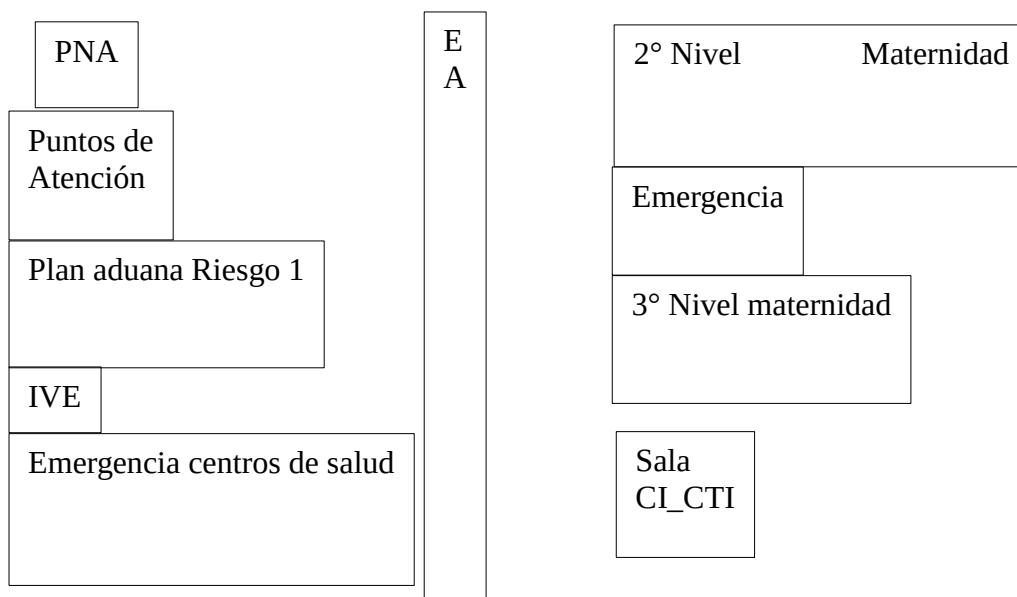 PNA
Puntos de
Atención
Plan aduana Riesgo 1
IVE
Emergencia centros de salud
E
A
2° Nivel Maternidad
Emergencia
3° Nivel maternidad
Sala
CI_CTI